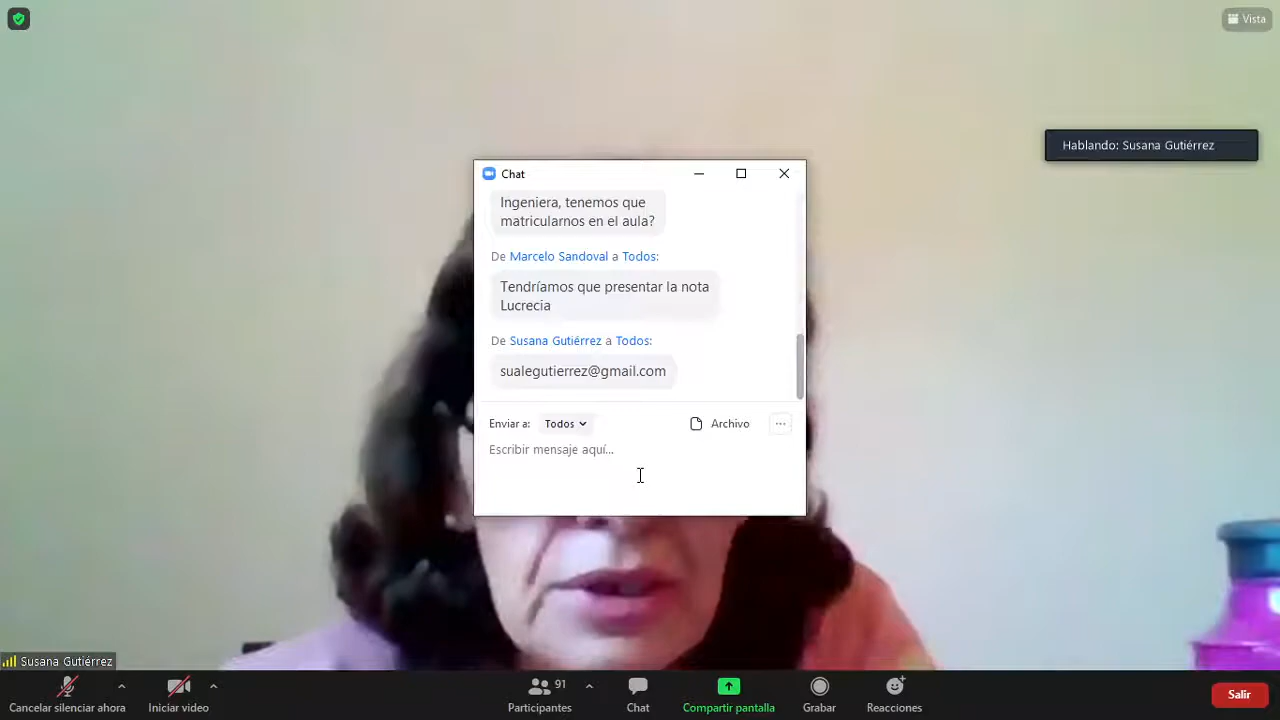 Vista
Hablando: Susana Gutiérrez
Chat
Ingeniera, tenemos que
matricularnos en el aula?
De Marcelo Sandoval a Todos:
Tendríamos que presentar la nota
Lucrecia
De Susana Gutiérrez a Todos:
sualegutierrez@gmail.com
Enviar a: Todos Archivo ...
Escribir mensaje aquí...
Susana Gutiérrez
91
Cancelar silenciar ahora Iniciar video Participantes Chat Compartir pantalla Grabar Reacciones Salir